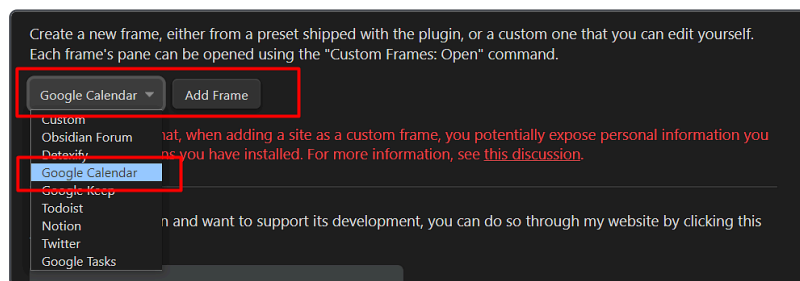 Create a new frame, either from a preset shipped with the plugin, or a custom one that you can edit yourself.
Each frame's pane can be opened using the "Custom Frames: Open" command.
Google Calendar Add Frame
Custom
Obsidian Forum
hat, when adding a site as a custom frame, you potentially expose personal information you
Detexify
ns you have installed. For more information, see this discussion.
Google Calendar
Google Keep
Todoist
Notion
n and want to support its development, you can do so through my website by clicking this
Twitter
Google Tasks